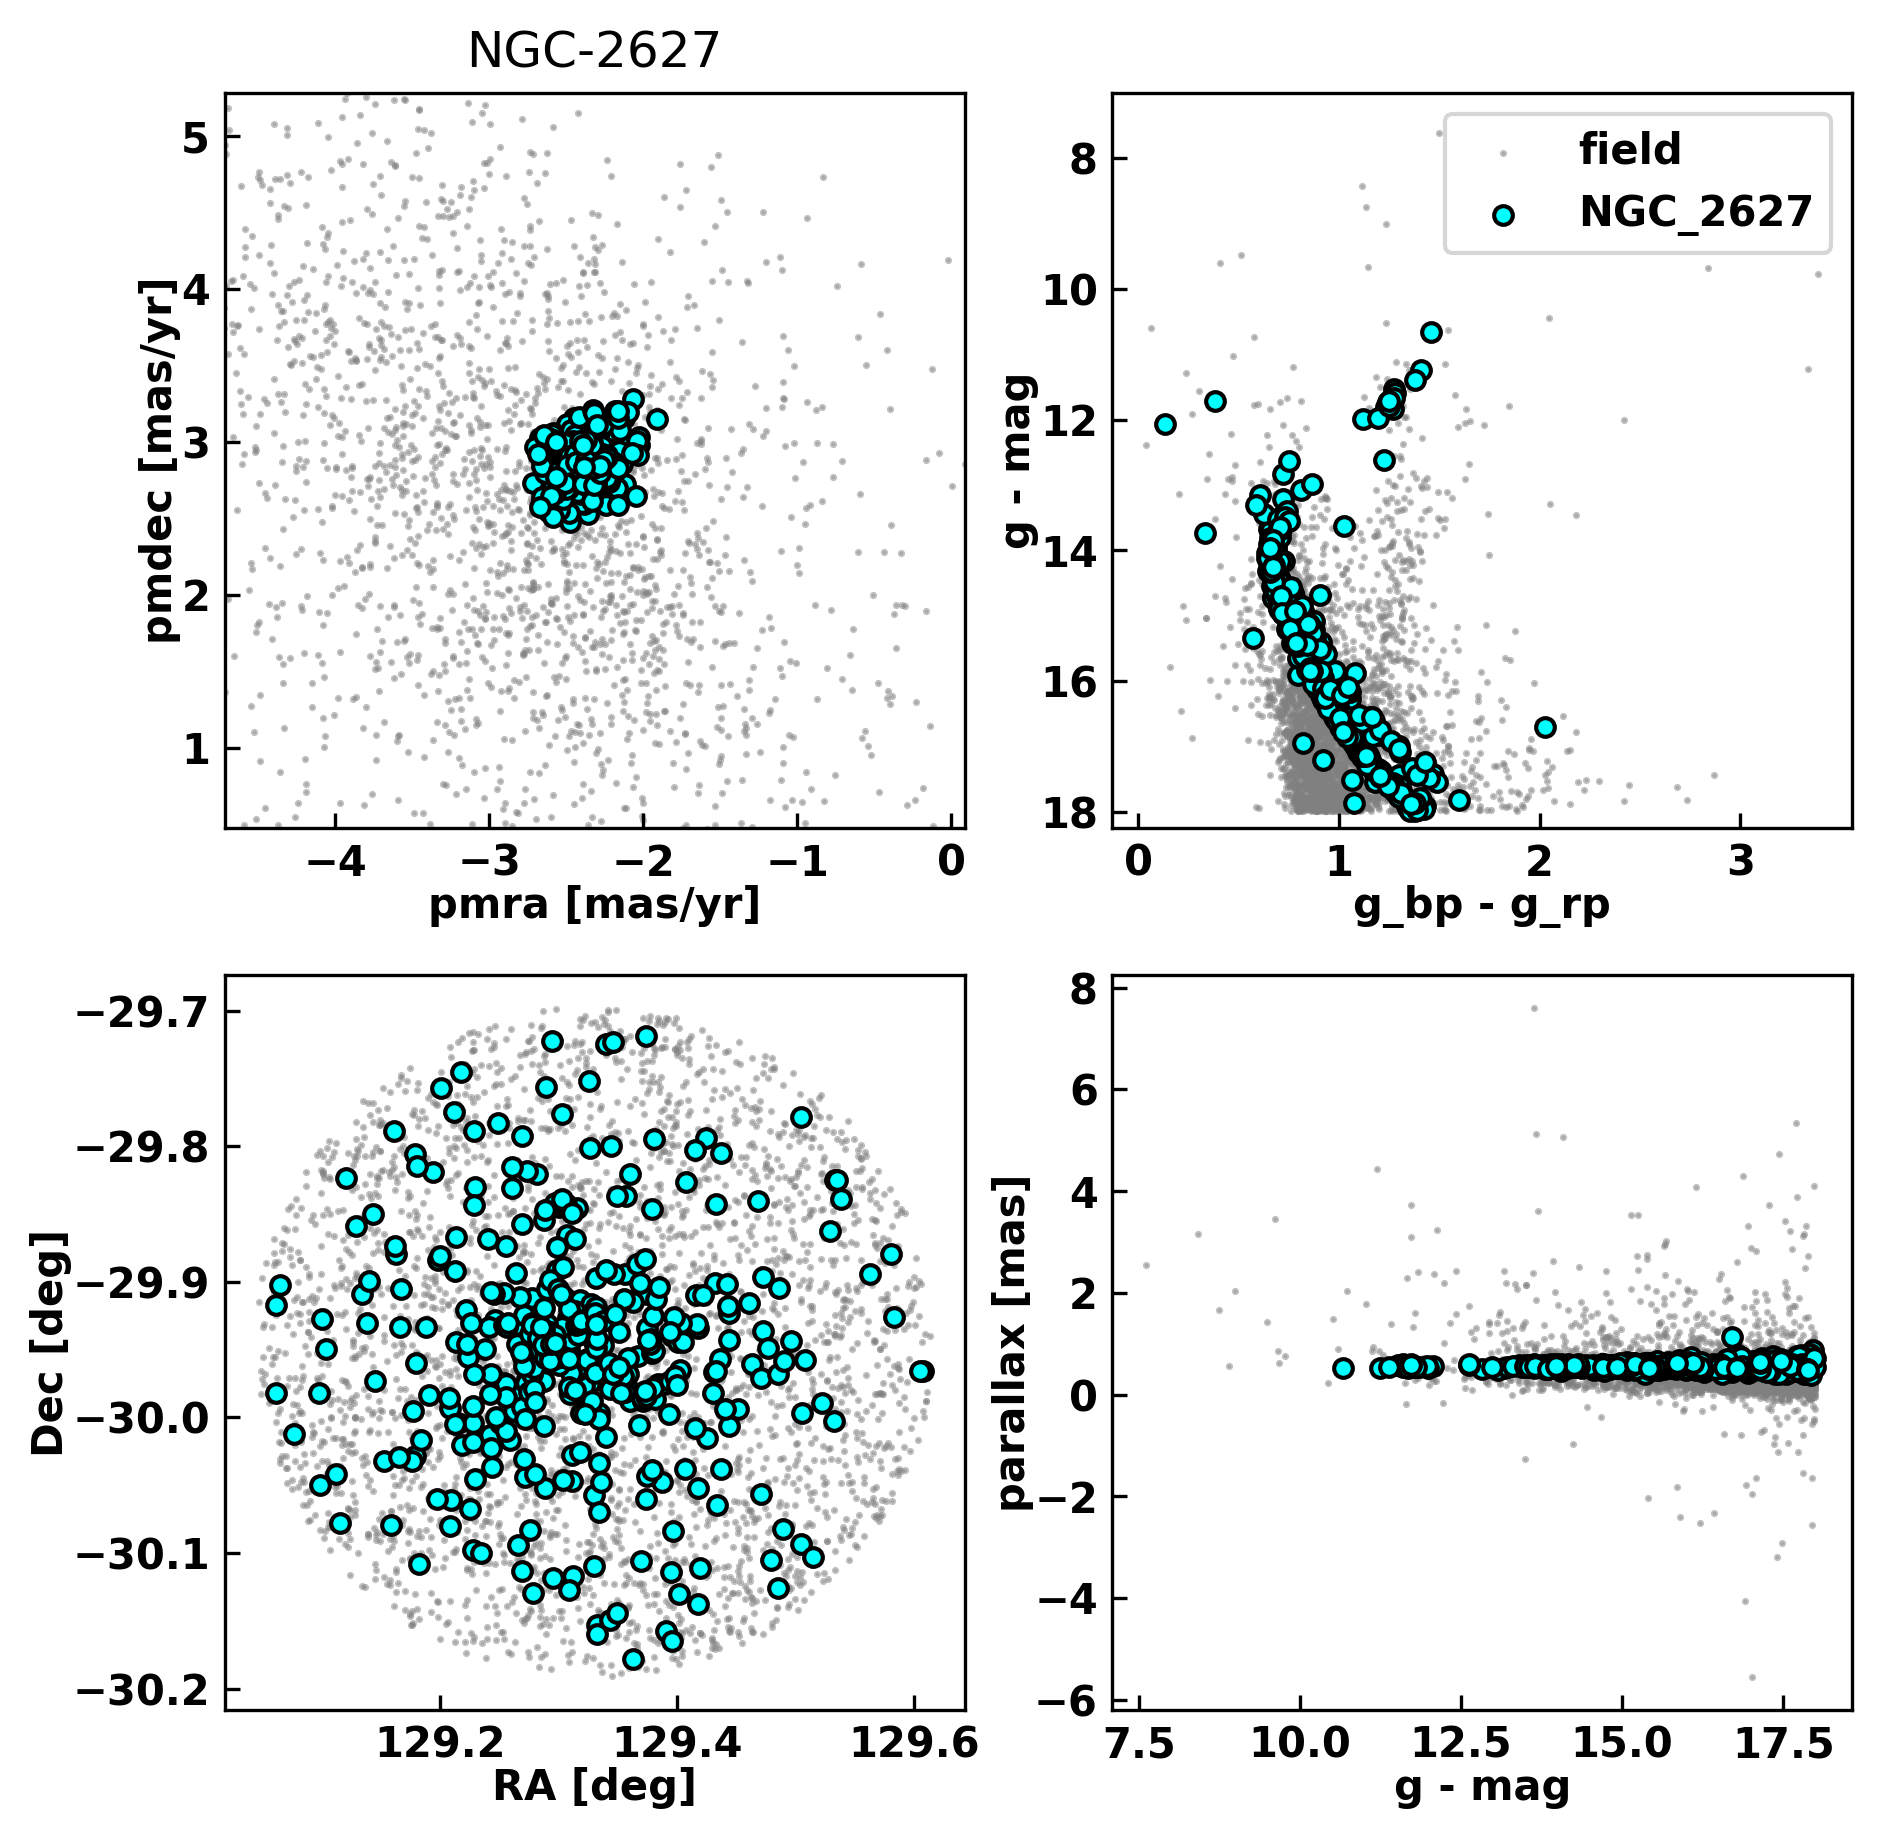 NGC-2627
5
4
3
2
1
pmdec [mas/yr]
−4 −3 −2 −1 0
pmra [mas/yr]
field
NGC_2627
8
10
12
14
16
18
g - mag
0 1 2 3
g_bp - g_rp
−29.7
−29.8
−29.9
−30.0
−30.1
−30.2
Dec [deg]
129.2 129.4 129.6
RA [deg]
8
6
4
2
0
−2
−4
−6
parallax [mas]
7.5 10.0 12.5 15.0 17.5
g - mag